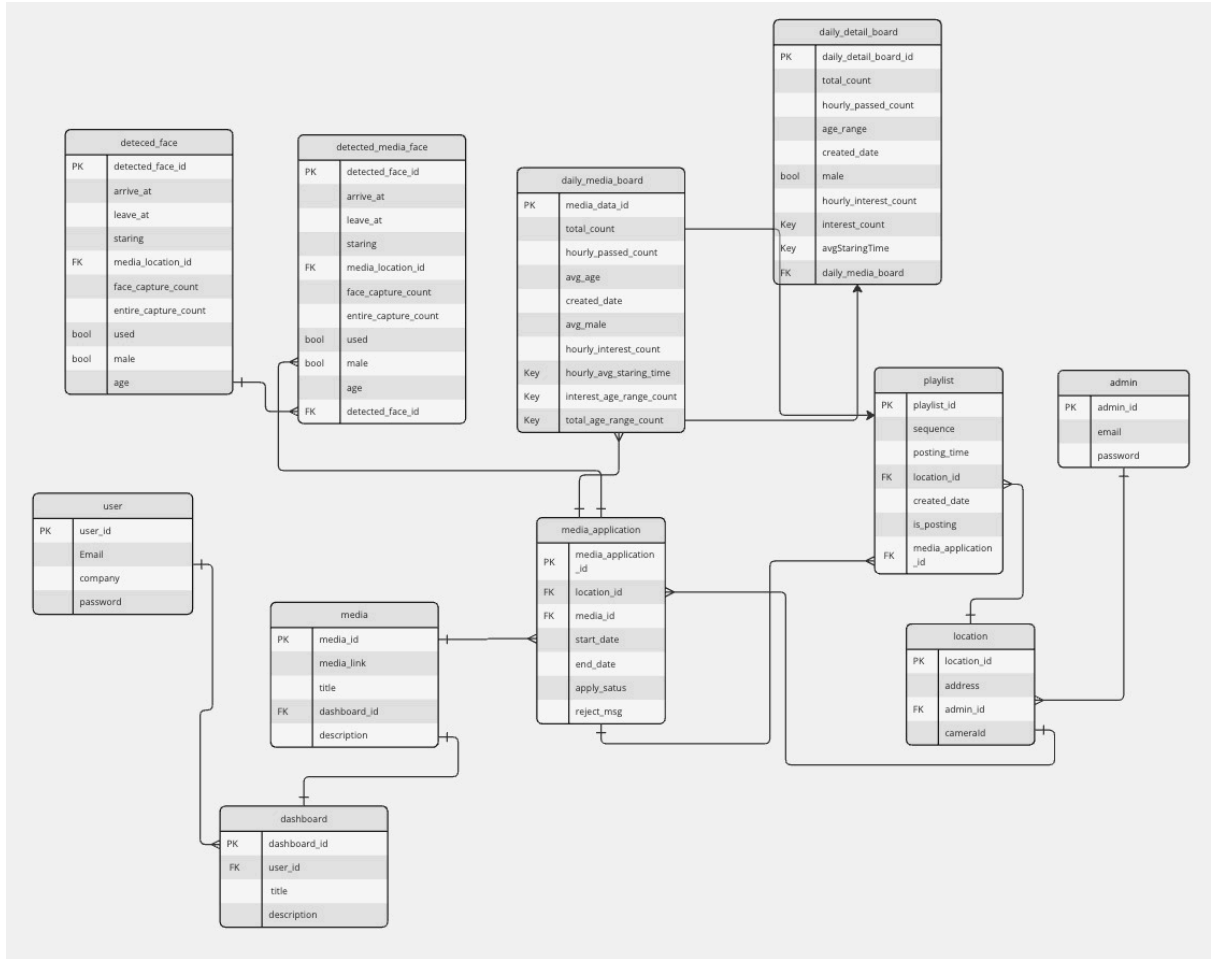 daily_detail_board
PK daily_detail_board_id
total_count
hourly_passed_count
age_range
created_date
bool male
hourly_interest_count
Key interest_count
Key avgStaringTime
FK daily_media_board
deteced_face
PK detected_face_id
arrive_at
leave_at
staring
FK media_location_id
face_capture_count
entire_capture_count
bool used
bool male
age
detected_media_face
PK detected_face_id
arrive_at
leave_at
staring
FK media_location_id
face_capture_count
entire_capture_count
bool used
bool male
age
FK detected_face_id
daily_media_board
PK media_data_id
total_count
hourly_passed_count
avg_age
created_date
avg_male
hourly_interest_count
Key hourly_avg_staring_time
Key interest_age_range_count
Key total_age_range_count
playlist
PK playlist_id
sequence
posting_time
FK location_id
created_date
is_posting
FK media_application
_id
admin
PK admin_id
email
password
user
PK user_id
Email
company
password
media_application
PK media_application
_id
FK location_id
FK media_id
start_date
end_date
apply_satus
reject_msg
media
PK media_id
media_link
title
FK dashboard_id
description
location
PK location_id
address
FK admin_id
cameraId
dashboard
PK dashboard_id
FK user_id
title
description